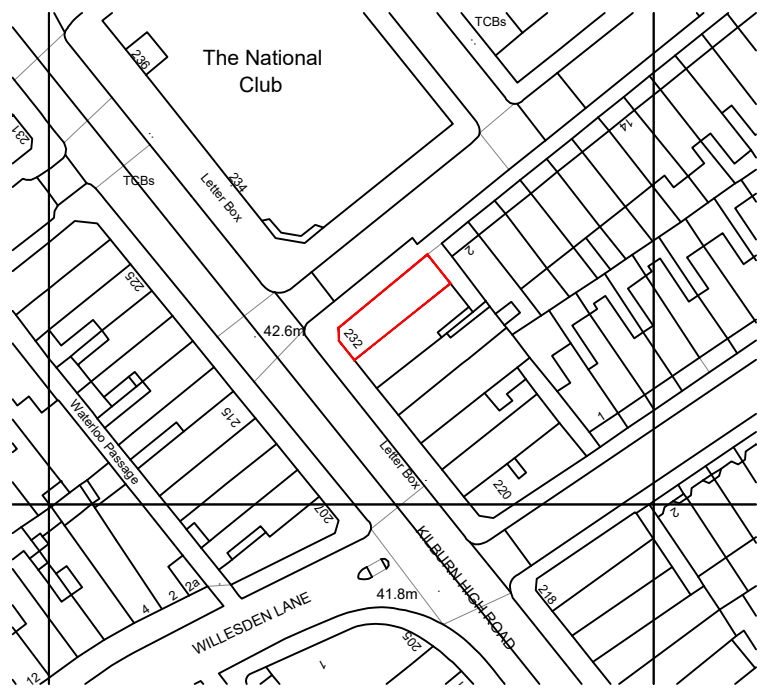 TCBs
236
The National
Club
14
231
TCBs
234
Letter Box
2
225
42.6m
232
215
1
Waterloo Passage
Letter Box
220
207
2
KILBURN HIGH ROAD
2a
2
4
41.8m
218
WILLESDEN LANE
205
1
12